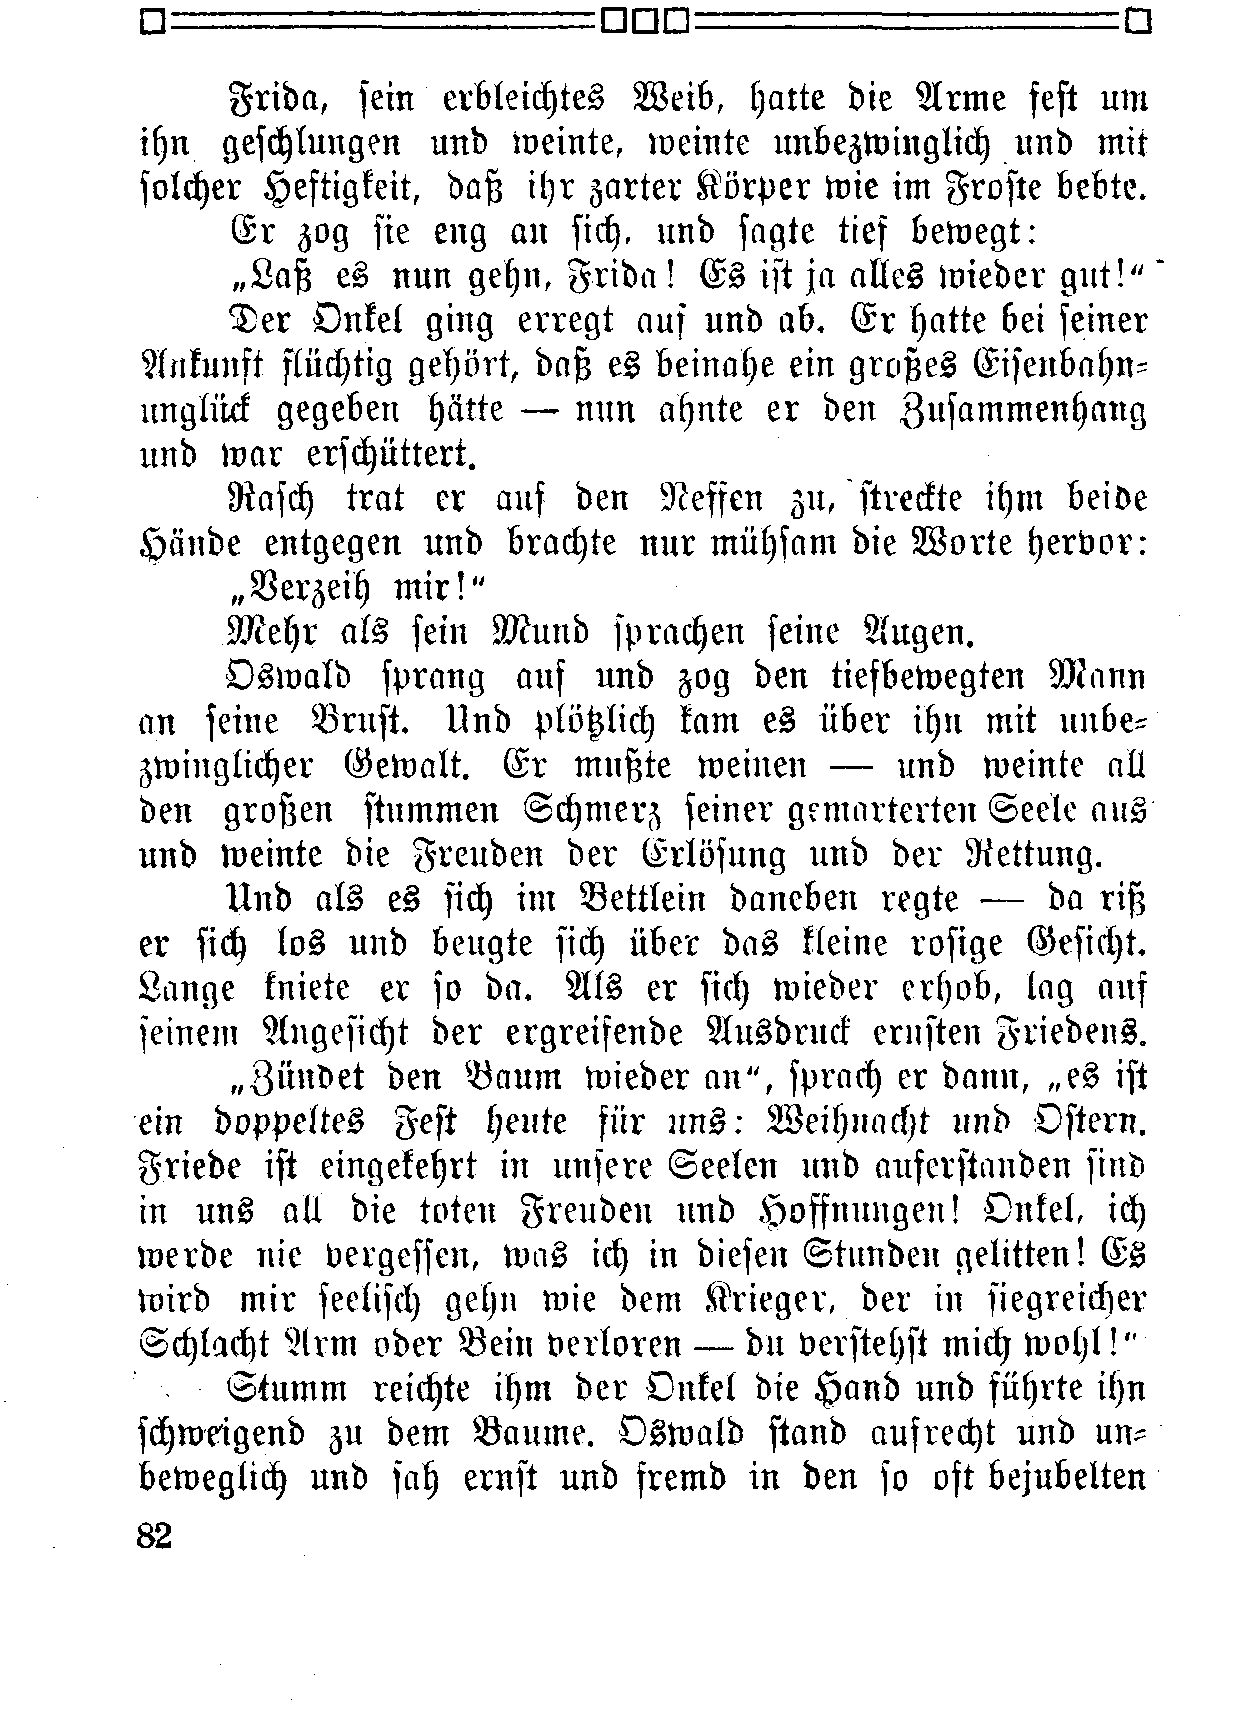 Frida, sein erbleichtes Weib, hatte die Arme fest um
ihn geschlungen und weinte, weinte unbezwinglich und mit
solcher Heftigkeit, daß ihr zarter Körper wie im Froste bebte.
Er zog sie eng an sich, und sagte tief bewegt:
„Laß es nun gehn, Frida! Es ist ja alles wieder gut!“
Der Onkel ging erregt auf und ab. Er hatte bei seiner
Ankunft flüchtig gehört, daß es beinahe ein großes Eisenbahn-
unglück gegeben hätte — nun ahnte er den Zusammenhang
und war erschüttert.
Rasch trat er auf den Neffen zu, streckte ihm beide
Hände entgegen und brachte nur mühsam die Worte hervor:
„Verzeih mir!“
Mehr als sein Mund sprachen seine Augen.
Oswald sprang auf und zog den tiefbewegten Mann
an seine Brust. Und plötzlich kam es über ihn mit unbe-
zwinglicher Gewalt. Er mußte weinen — und weinte all
den großen stummen Schmerz seiner gemarterten Seele aus
und weinte die Freuden der Erlösung und der Rettung.
Und als es sich im Bettlein daneben regte — da riß
er sich los und beugte sich über das kleine rosige Gesicht.
Lange kniete er so da. Als er sich wieder erhob, lag auf
seinem Angesicht der ergreifende Ausdruck ernsten Friedens.
„Zündet den Baum wieder an“, sprach er dann, „es ist
ein doppeltes Fest heute für uns: Weihnacht und Ostern.
Friede ist eingekehrt in unsere Seelen und auferstanden sind
in uns all die toten Freuden und Hoffnungen! Onkel, ich
werde nie vergessen, was ich in diesen Stunden gelitten! Es
wird mir seelisch gehn wie dem Krieger, der in siegreicher
Schlacht Arm oder Bein verloren — du verstehst mich wohl!“
Stumm reichte ihm der Onkel die Hand und führte ihn
schweigend zu dem Baume. Oswald stand aufrecht und un-
beweglich und sah ernst und fremd in den so oft bejubelten
82